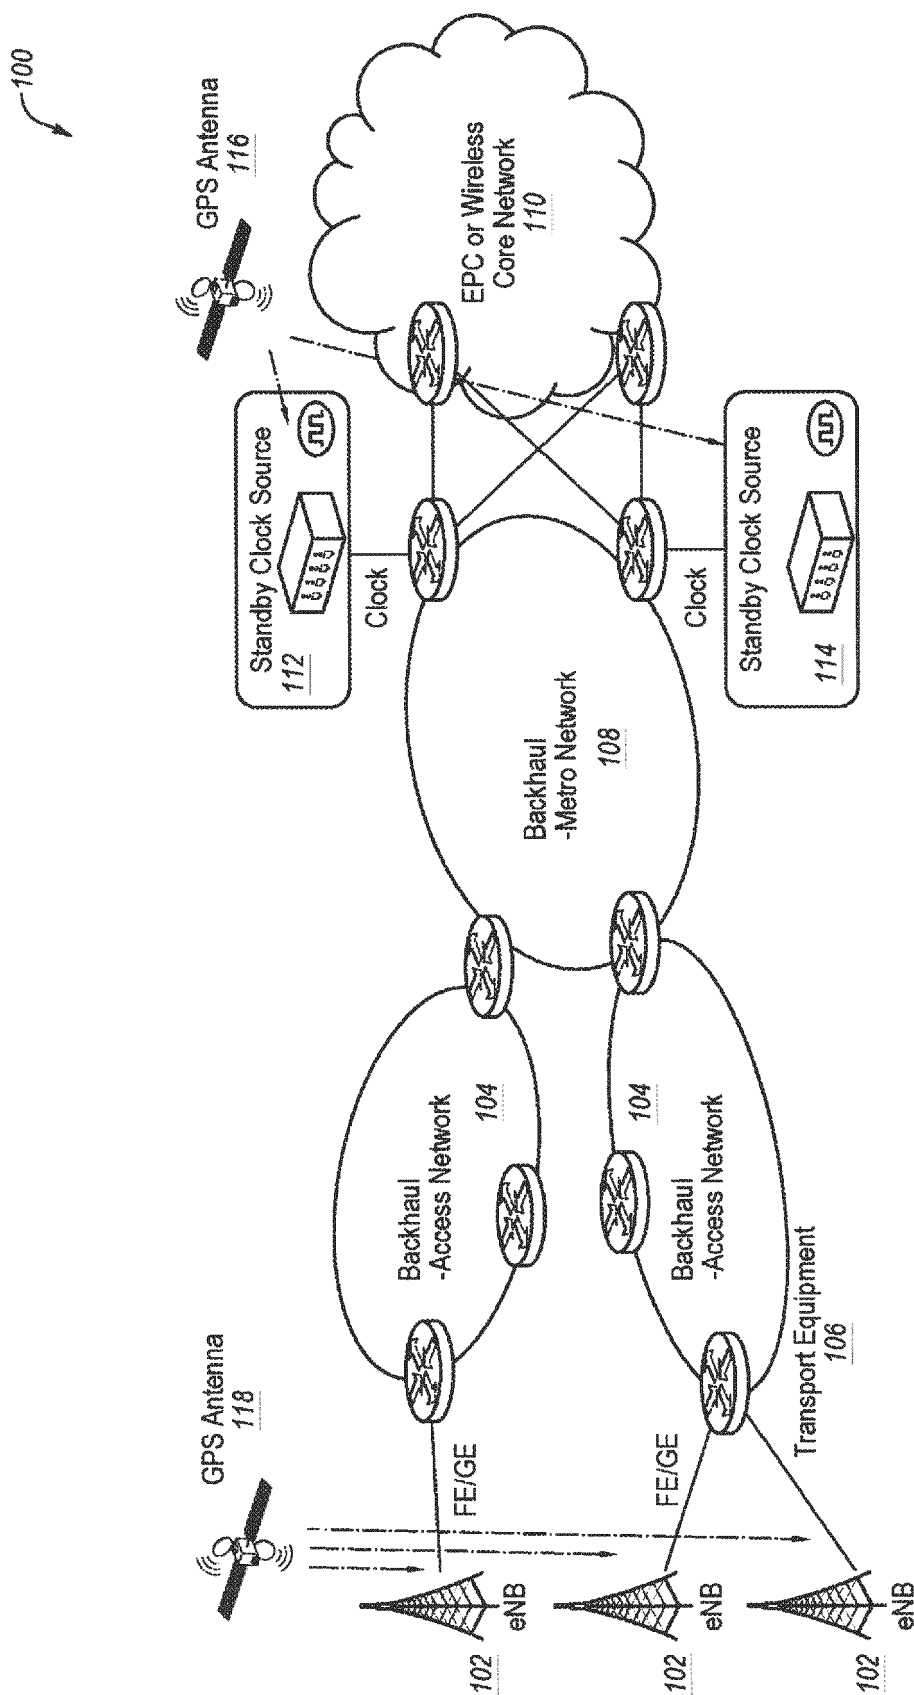 100
GPS Antenna
116
EPC or Wireless
Core Network
110
Standby Clock Source
112
Clock
Clock
Standby Clock Source
114
Backhaul
-Metro Network
108
Backhaul
-Access Network
104
104
Backhaul
-Access Network
Transport Equipment
106
GPS Antenna
118
FE/GE
FE/GE
eNB
102
eNB
102
eNB
102